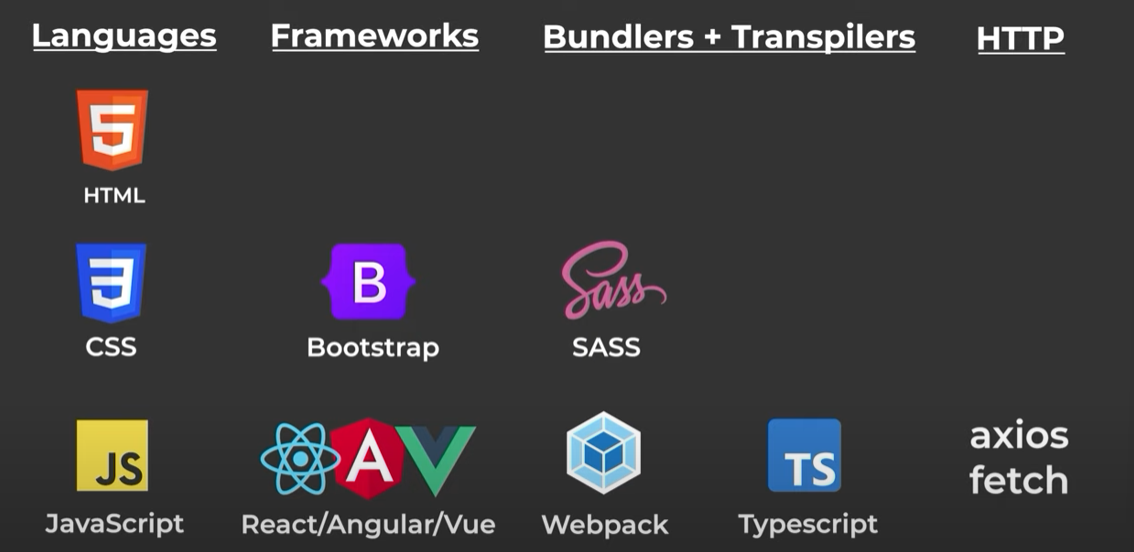 Languages
Frameworks
Bundlers + Transpilers
HTTP
5
HTML
3
CSS
B
Bootstrap
Sass
SASS
JS
JavaScript
A
React/Angular/Vue
Webpack
TS
Typescript
axios
fetch